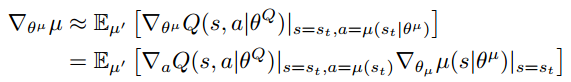 ∇_{θ^μ} μ ≈ 𝔼_{μ′} [∇_{θ^μ} Q(s, a|θ^Q)|_{s=s_t, a=μ(s_t|θ^μ)}]
= 𝔼_{μ′} [∇_a Q(s, a|θ^Q)|_{s=s_t, a=μ(s_t)} ∇_{θ_μ} μ(s|θ^μ)|_{s=s_t}]